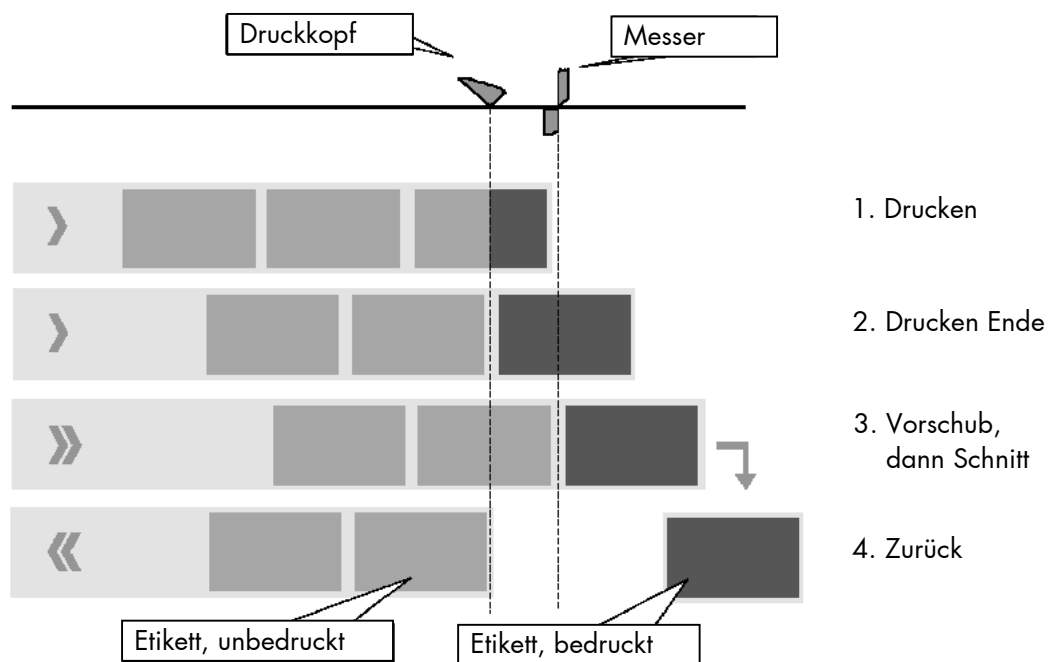 Druckkopf
Messer
1. Drucken
2. Drucken Ende
3. Vorschub,
dann Schnitt
4. Zurück
Etikett, unbedruckt
Etikett, bedruckt